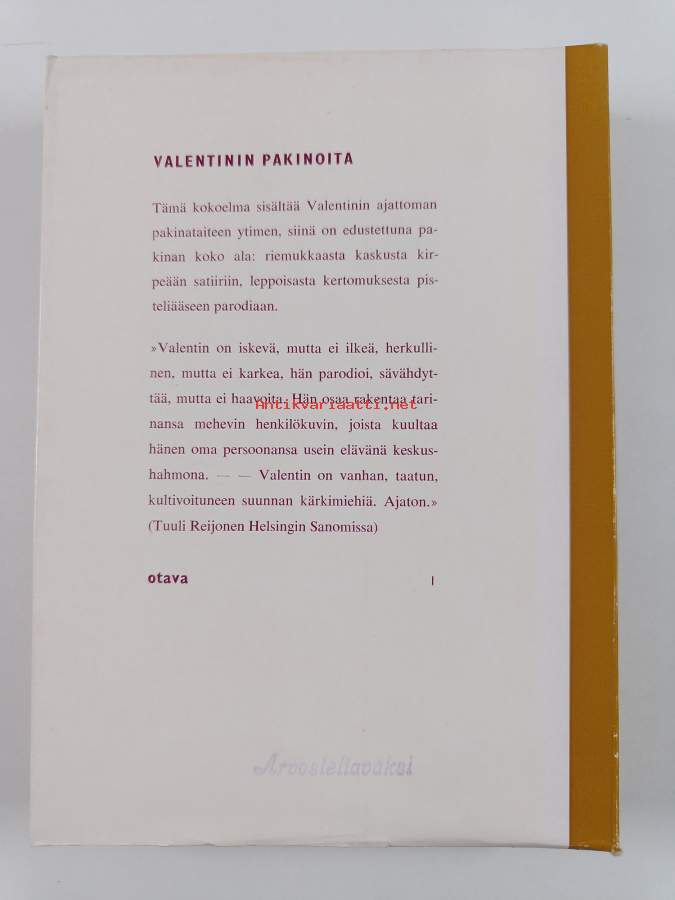 VALENTININ PAKINOITA
Tämä kokoelma sisältää Valentinin ajattoman
pakinataiteen ytimen, siinä on edustettuna pa-
kinan koko ala: riemukkaasta kaskusta kir-
peään satiiriin, leppoisasta kertomuksesta pis-
teliääseen parodiaan.
»Valentin on iskevä, mutta ei ilkeä, herkulli-
nen, mutta ei karkea, hän parodioi, sävähdyt-
tää, mutta ei haavoita. Hän osaa rakentaa tari-
Antikvariaatti.net
nansa mehevin henkilökuvin, joista kuultaa
hänen oma persoonansa usein elävänä keskus-
hahmona. — — Valentin on vanhan, taatun,
kultivoituneen suunnan kärkimiehiä. Ajaton.»
(Tuuli Reijonen Helsingin Sanomissa)
otava I
Arvosteltavaksi